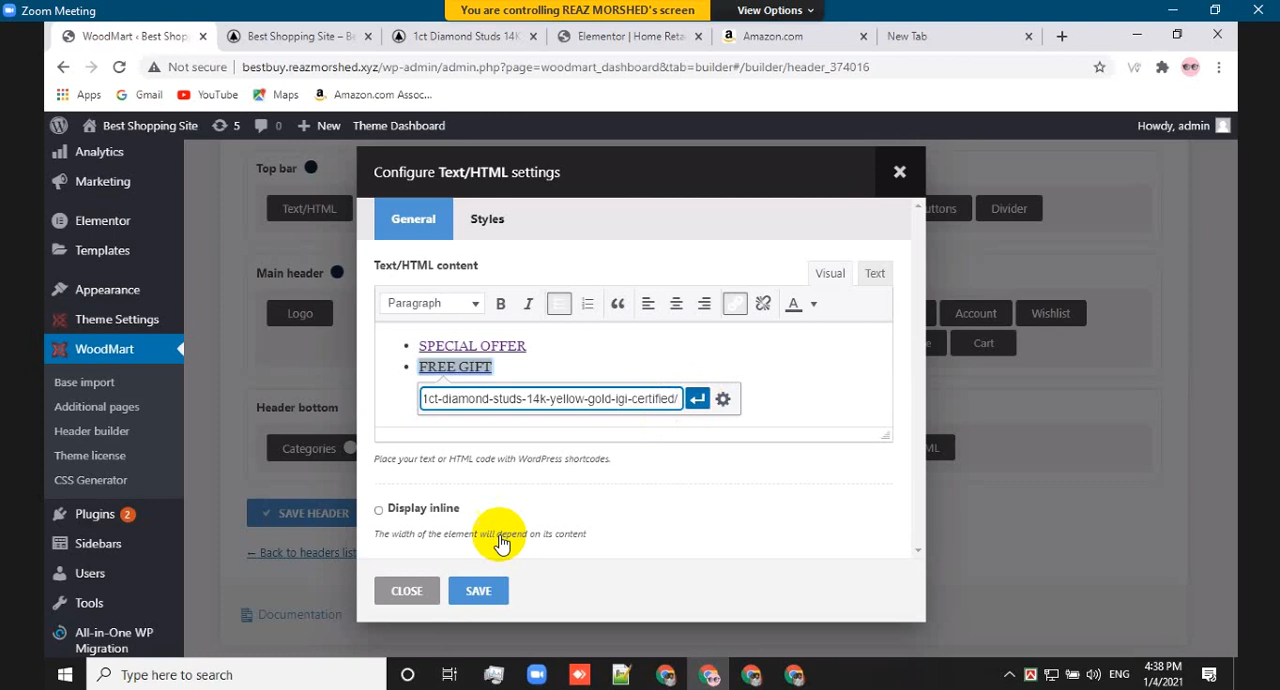 Zoom Meeting
You are controlling REAZ MORSHED's screen
View Options
WoodMart ‹ Best Shop
Best Shopping Site – B
1ct Diamond Studs 14K
Elementor | Home Reta
Amazon.com
New Tab
Not secure
bestbuy.reazmorshed.xyz/wp-admin/admin.php?page=woodmart_dashboard&tab=builder#/builder/header_374016
Apps
Gmail
YouTube
Maps
Amazon.com Assoc...
Best Shopping Site
5
0
New
Theme Dashboard
Howdy, admin
Analytics
Marketing
Elementor
Templates
Appearance
Theme Settings
WoodMart
Base import
Additional pages
Header builder
Theme license
CSS Generator
Plugins 2
Sidebars
Users
Tools
All-in-One WP
Migration
Top bar
Text/HTML
Divider
Main header
Logo
Account
Wishlist
Cart
Header bottom
Categories
SAVE HEADER
← Back to headers list
Documentation
Configure Text/HTML settings
General
Styles
Text/HTML content
Visual
Text
Paragraph
B
I
A
SPECIAL OFFER
FREE GIFT
1ct-diamond-studs-14k-yellow-gold-igi-certified/
Place your text or HTML code with WordPress shortcodes.
Display inline
The width of the element will depend on its content
CLOSE
SAVE
Type here to search
ENG
4:38 PM
1/4/2021